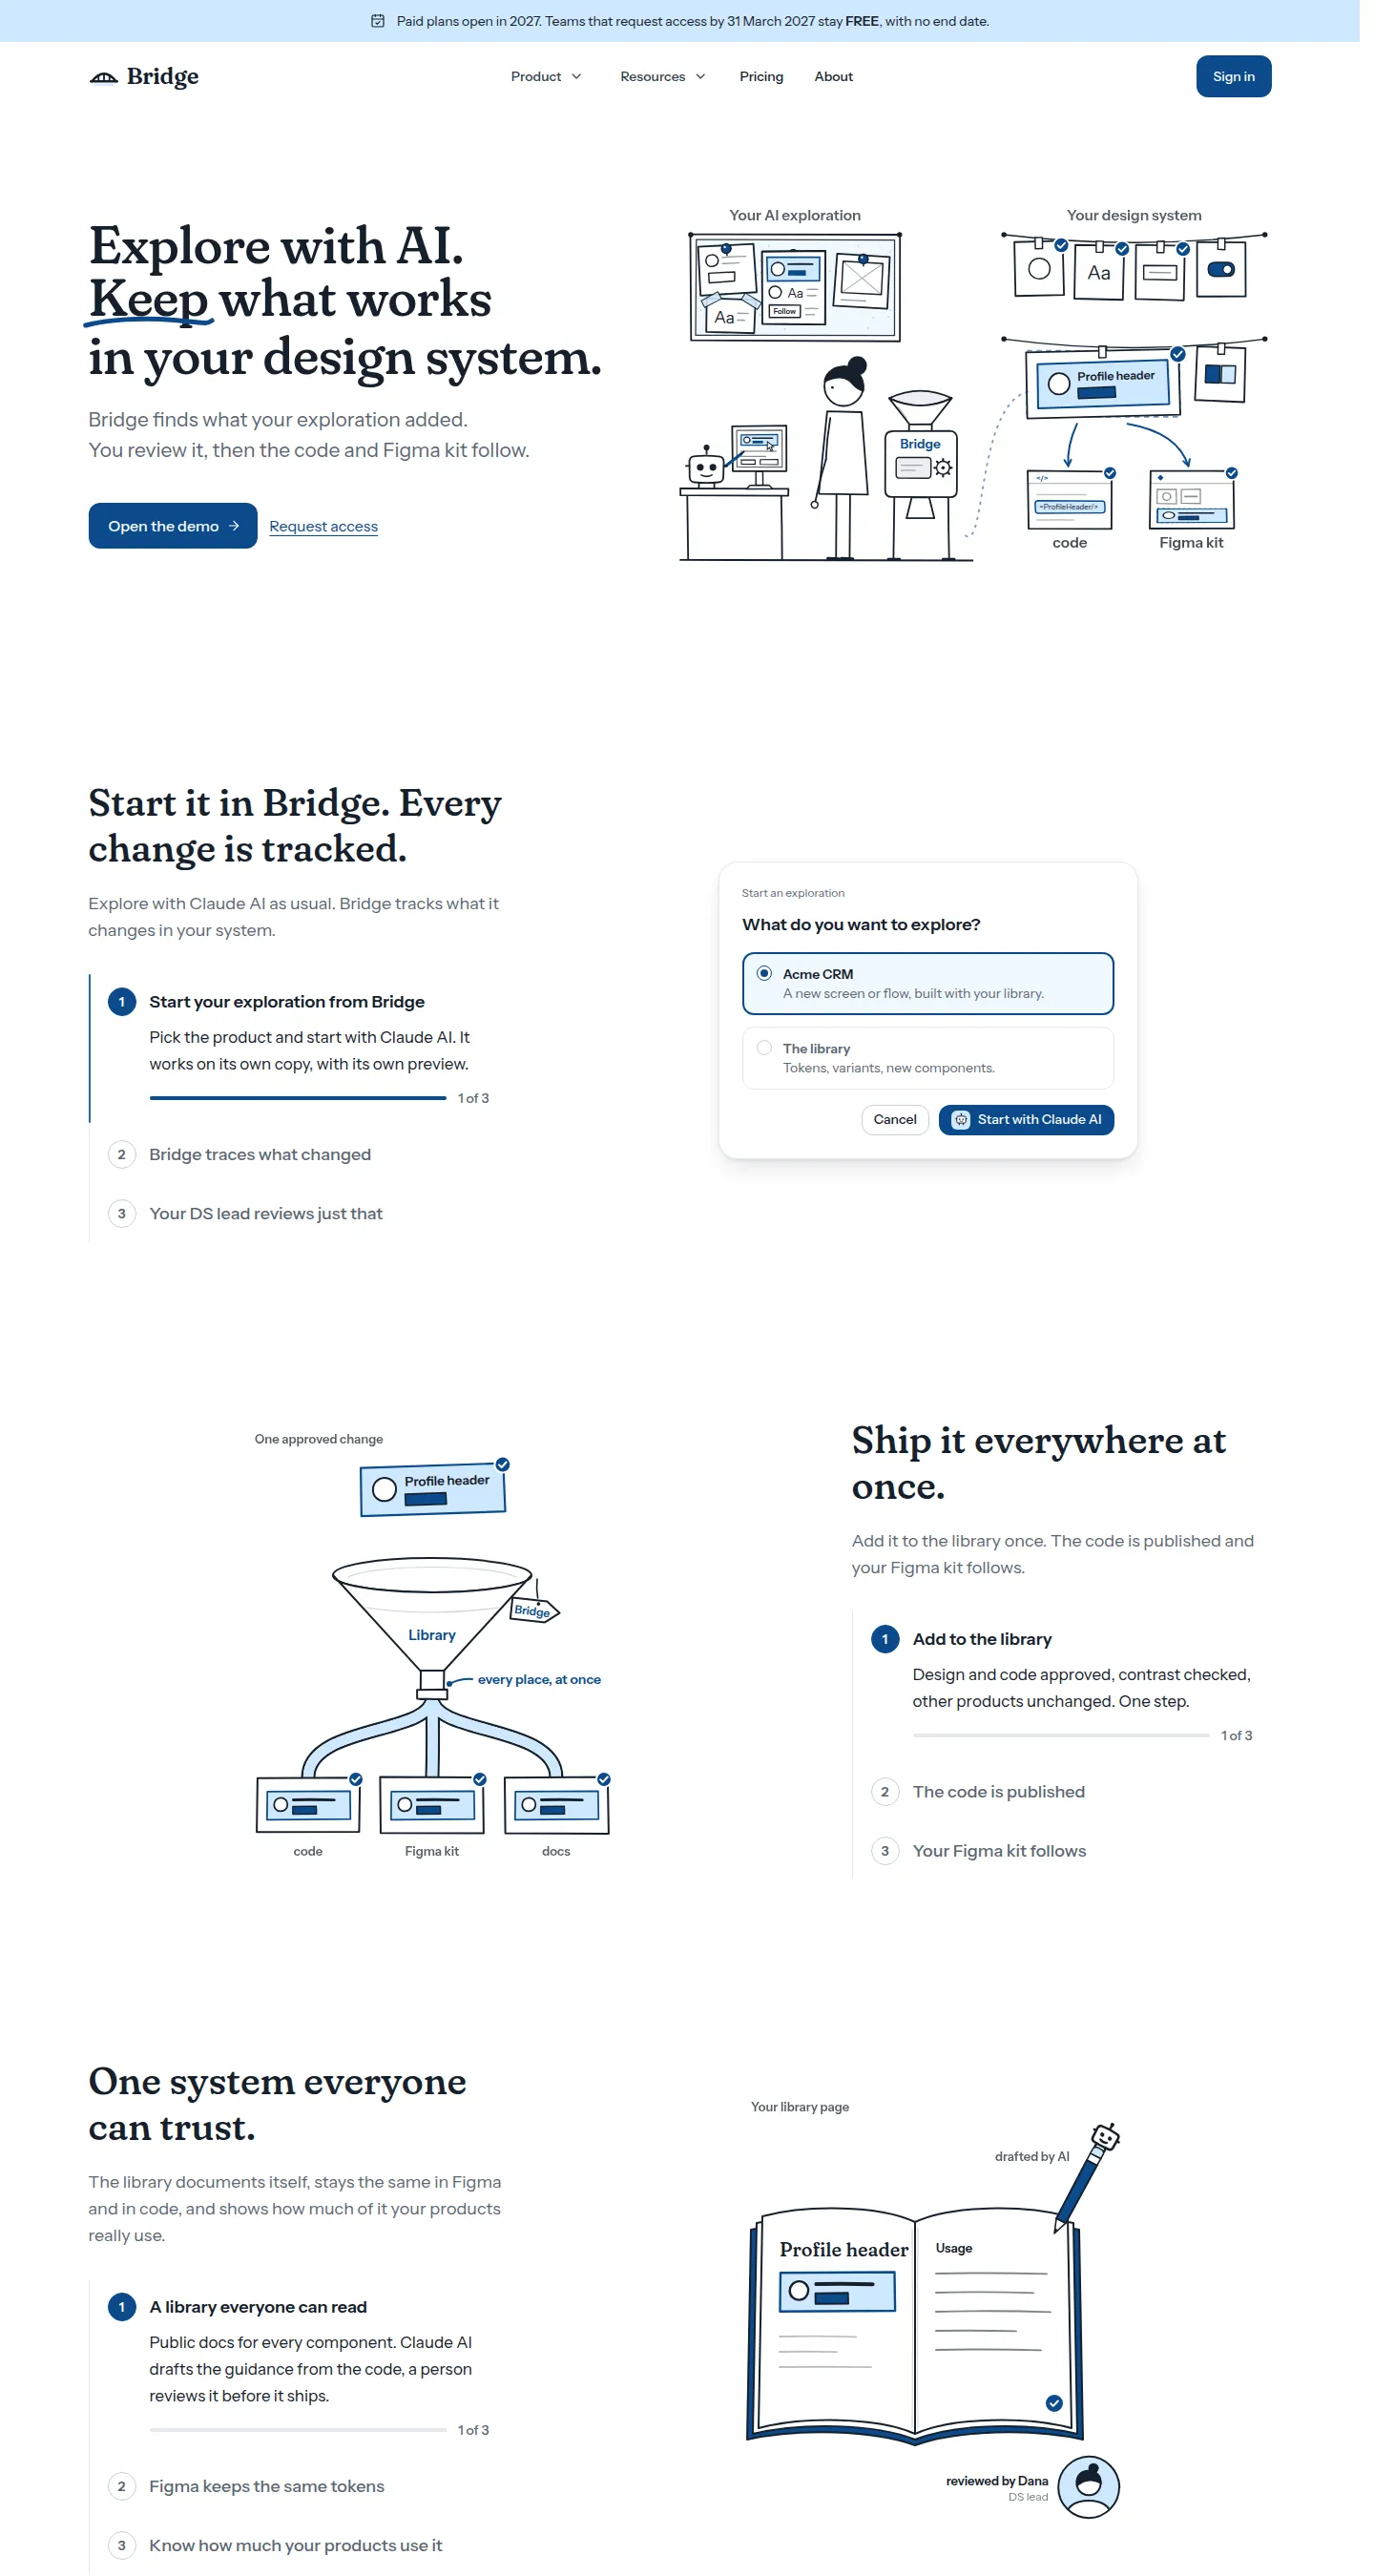 Paid plans open in 2027. Teams that request access by 31 March 2027 stay FREE, with no end date.
Bridge
Product
Resources
Pricing
About
Sign in
Explore with AI.
Keep what works
in your design system.
Bridge finds what your exploration added.
You review it, then the code and Figma kit follow.
Open the demo
Request access
Your AI exploration
Aa
Follow
Aa
Bridge
Your design system
Aa
Profile header
</>
<ProfileHeader/>
code
Figma kit
Start it in Bridge. Every
change is tracked.
Explore with Claude AI as usual. Bridge tracks what it
changes in your system.
1
Start your exploration from Bridge
Pick the product and start with Claude AI. It
works on its own copy, with its own preview.
1 of 3
2
Bridge traces what changed
3
Your DS lead reviews just that
Start an exploration
What do you want to explore?
Acme CRM
A new screen or flow, built with your library.
The library
Tokens, variants, new components.
Cancel
Start with Claude AI
One approved change
Profile header
Bridge
Library
every place, at once
code
Figma kit
docs
Ship it everywhere at
once.
Add it to the library once. The code is published and
your Figma kit follows.
1
Add to the library
Design and code approved, contrast checked,
other products unchanged. One step.
1 of 3
2
The code is published
3
Your Figma kit follows
One system everyone
can trust.
The library documents itself, stays the same in Figma
and in code, and shows how much of it your products
really use.
1
A library everyone can read
Public docs for every component. Claude AI
drafts the guidance from the code, a person
reviews it before it ships.
1 of 3
2
Figma keeps the same tokens
3
Know how much your products use it
Your library page
drafted by AI
Profile header
Usage
reviewed by Dana
DS lead